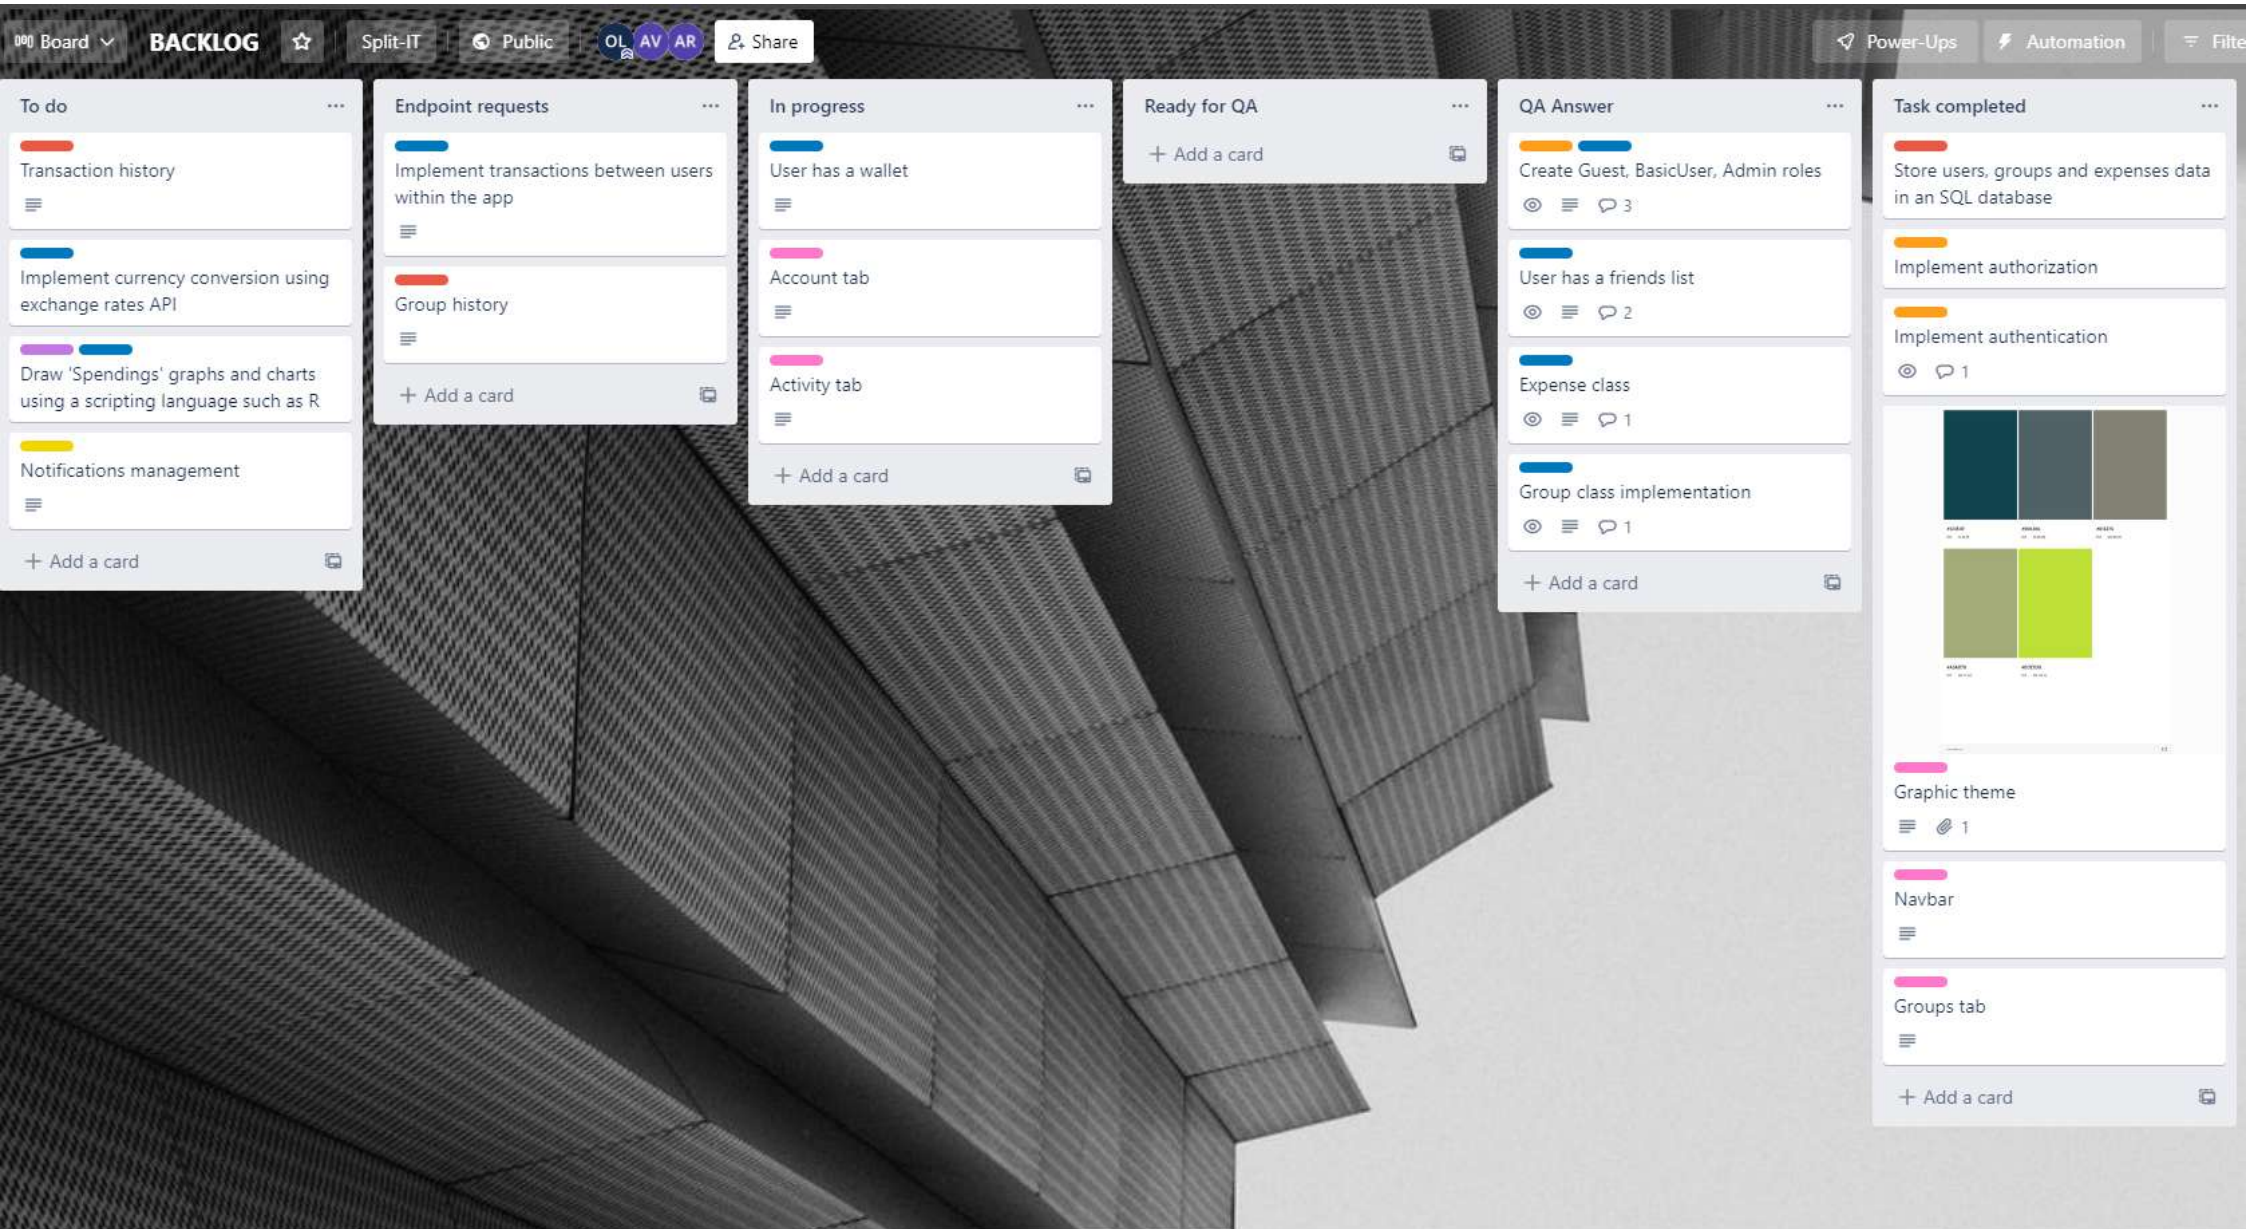 Board
BACKLOG
Split-IT
Public
OL AV AR
Share
Power-Ups
Automation
To do
Transaction history
Implement currency conversion using
exchange rates API
Draw 'Spendings' graphs and charts
using a scripting language such as R
Notifications management
+ Add a card
Endpoint requests
Implement transactions between users
within the app
Group history
+ Add a card
In progress
User has a wallet
Account tab
Activity tab
+ Add a card
Ready for QA
+ Add a card
QA Answer
Create Guest, BasicUser, Admin roles
3
User has a friends list
2
Expense class
1
Group class implementation
1
+ Add a card
Task completed
Store users, groups and expenses data
in an SQL database
Implement authorization
Implement authentication
1
Graphic theme
1
Navbar
Groups tab
+ Add a card